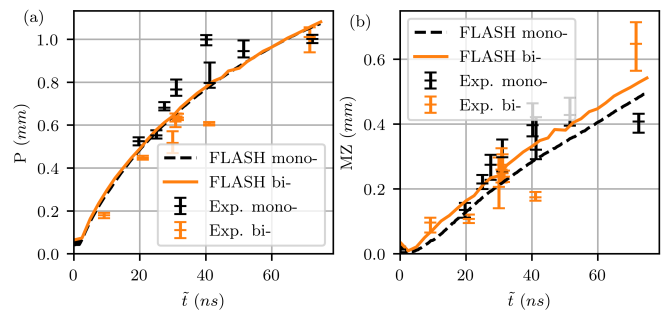 (a)
P (mm)
1.0
0.8
0.6
0.4
0.2
0.0
0
20
40
60
t̃ (ns)
FLASH mono-
FLASH bi-
Exp. mono-
Exp. bi-
(b)
MZ (mm)
0.6
0.4
0.2
0.0
0
20
40
60
t̃ (ns)
FLASH mono-
FLASH bi-
Exp. mono-
Exp. bi-